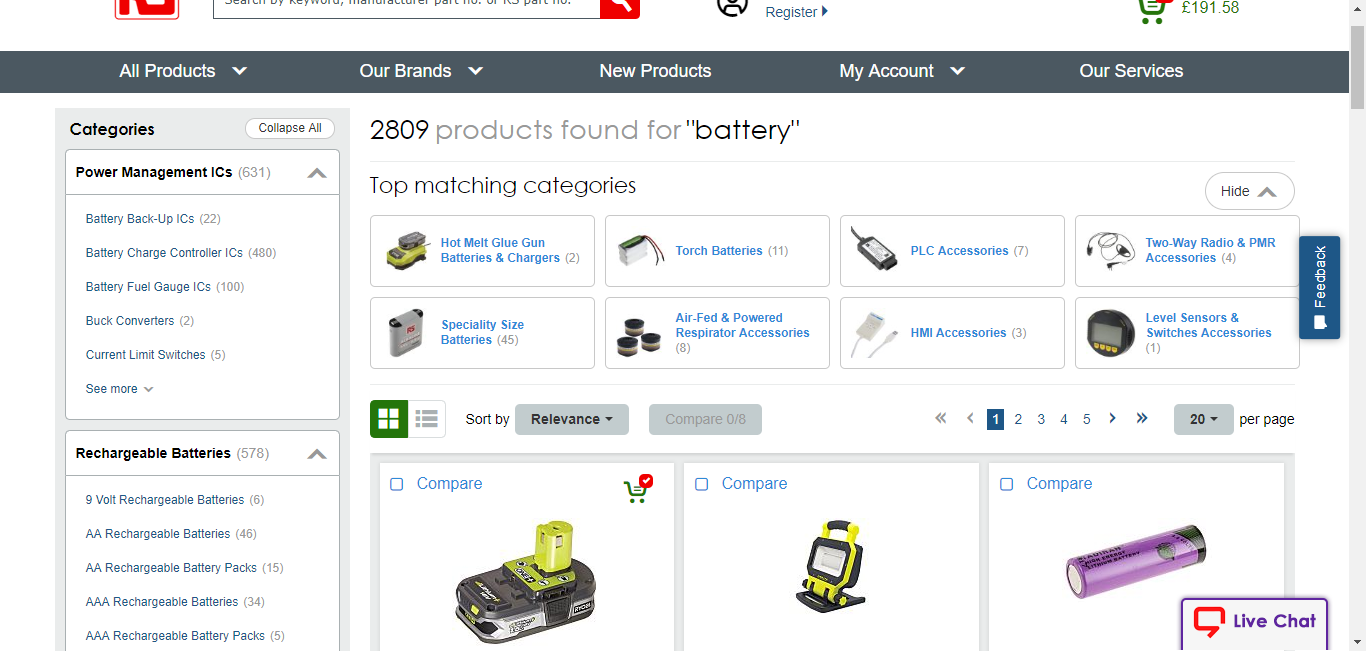 Search by keyword, manufacturer part no. or RS part no.
Register
£191.58
All Products
Our Brands
New Products
My Account
Our Services
Categories
Collapse All
Power Management ICs (631)
Battery Back-Up ICs (22)
Battery Charge Controller ICs (480)
Battery Fuel Gauge ICs (100)
Buck Converters (2)
Current Limit Switches (5)
See more
Rechargeable Batteries (578)
9 Volt Rechargeable Batteries (6)
AA Rechargeable Batteries (46)
AA Rechargeable Battery Packs (15)
AAA Rechargeable Batteries (34)
AAA Rechargeable Battery Packs (5)
2809 products found for "battery"
Top matching categories
Hide
Hot Melt Glue Gun
Batteries & Chargers (2)
Torch Batteries (11)
PLC Accessories (7)
Two-Way Radio & PMR
Accessories (4)
Speciality Size
Batteries (45)
Air-Fed & Powered
Respirator Accessories
(8)
HMI Accessories (3)
Level Sensors &
Switches Accessories
(1)
Feedback
Sort by Relevance
Compare 0/8
« ‹ 1 2 3 4 5 › »
20 per page
Compare
Compare
Compare
RYOBI
TADIRAN
HIGH ENERGY
LITHIUM BATTERY
Live Chat